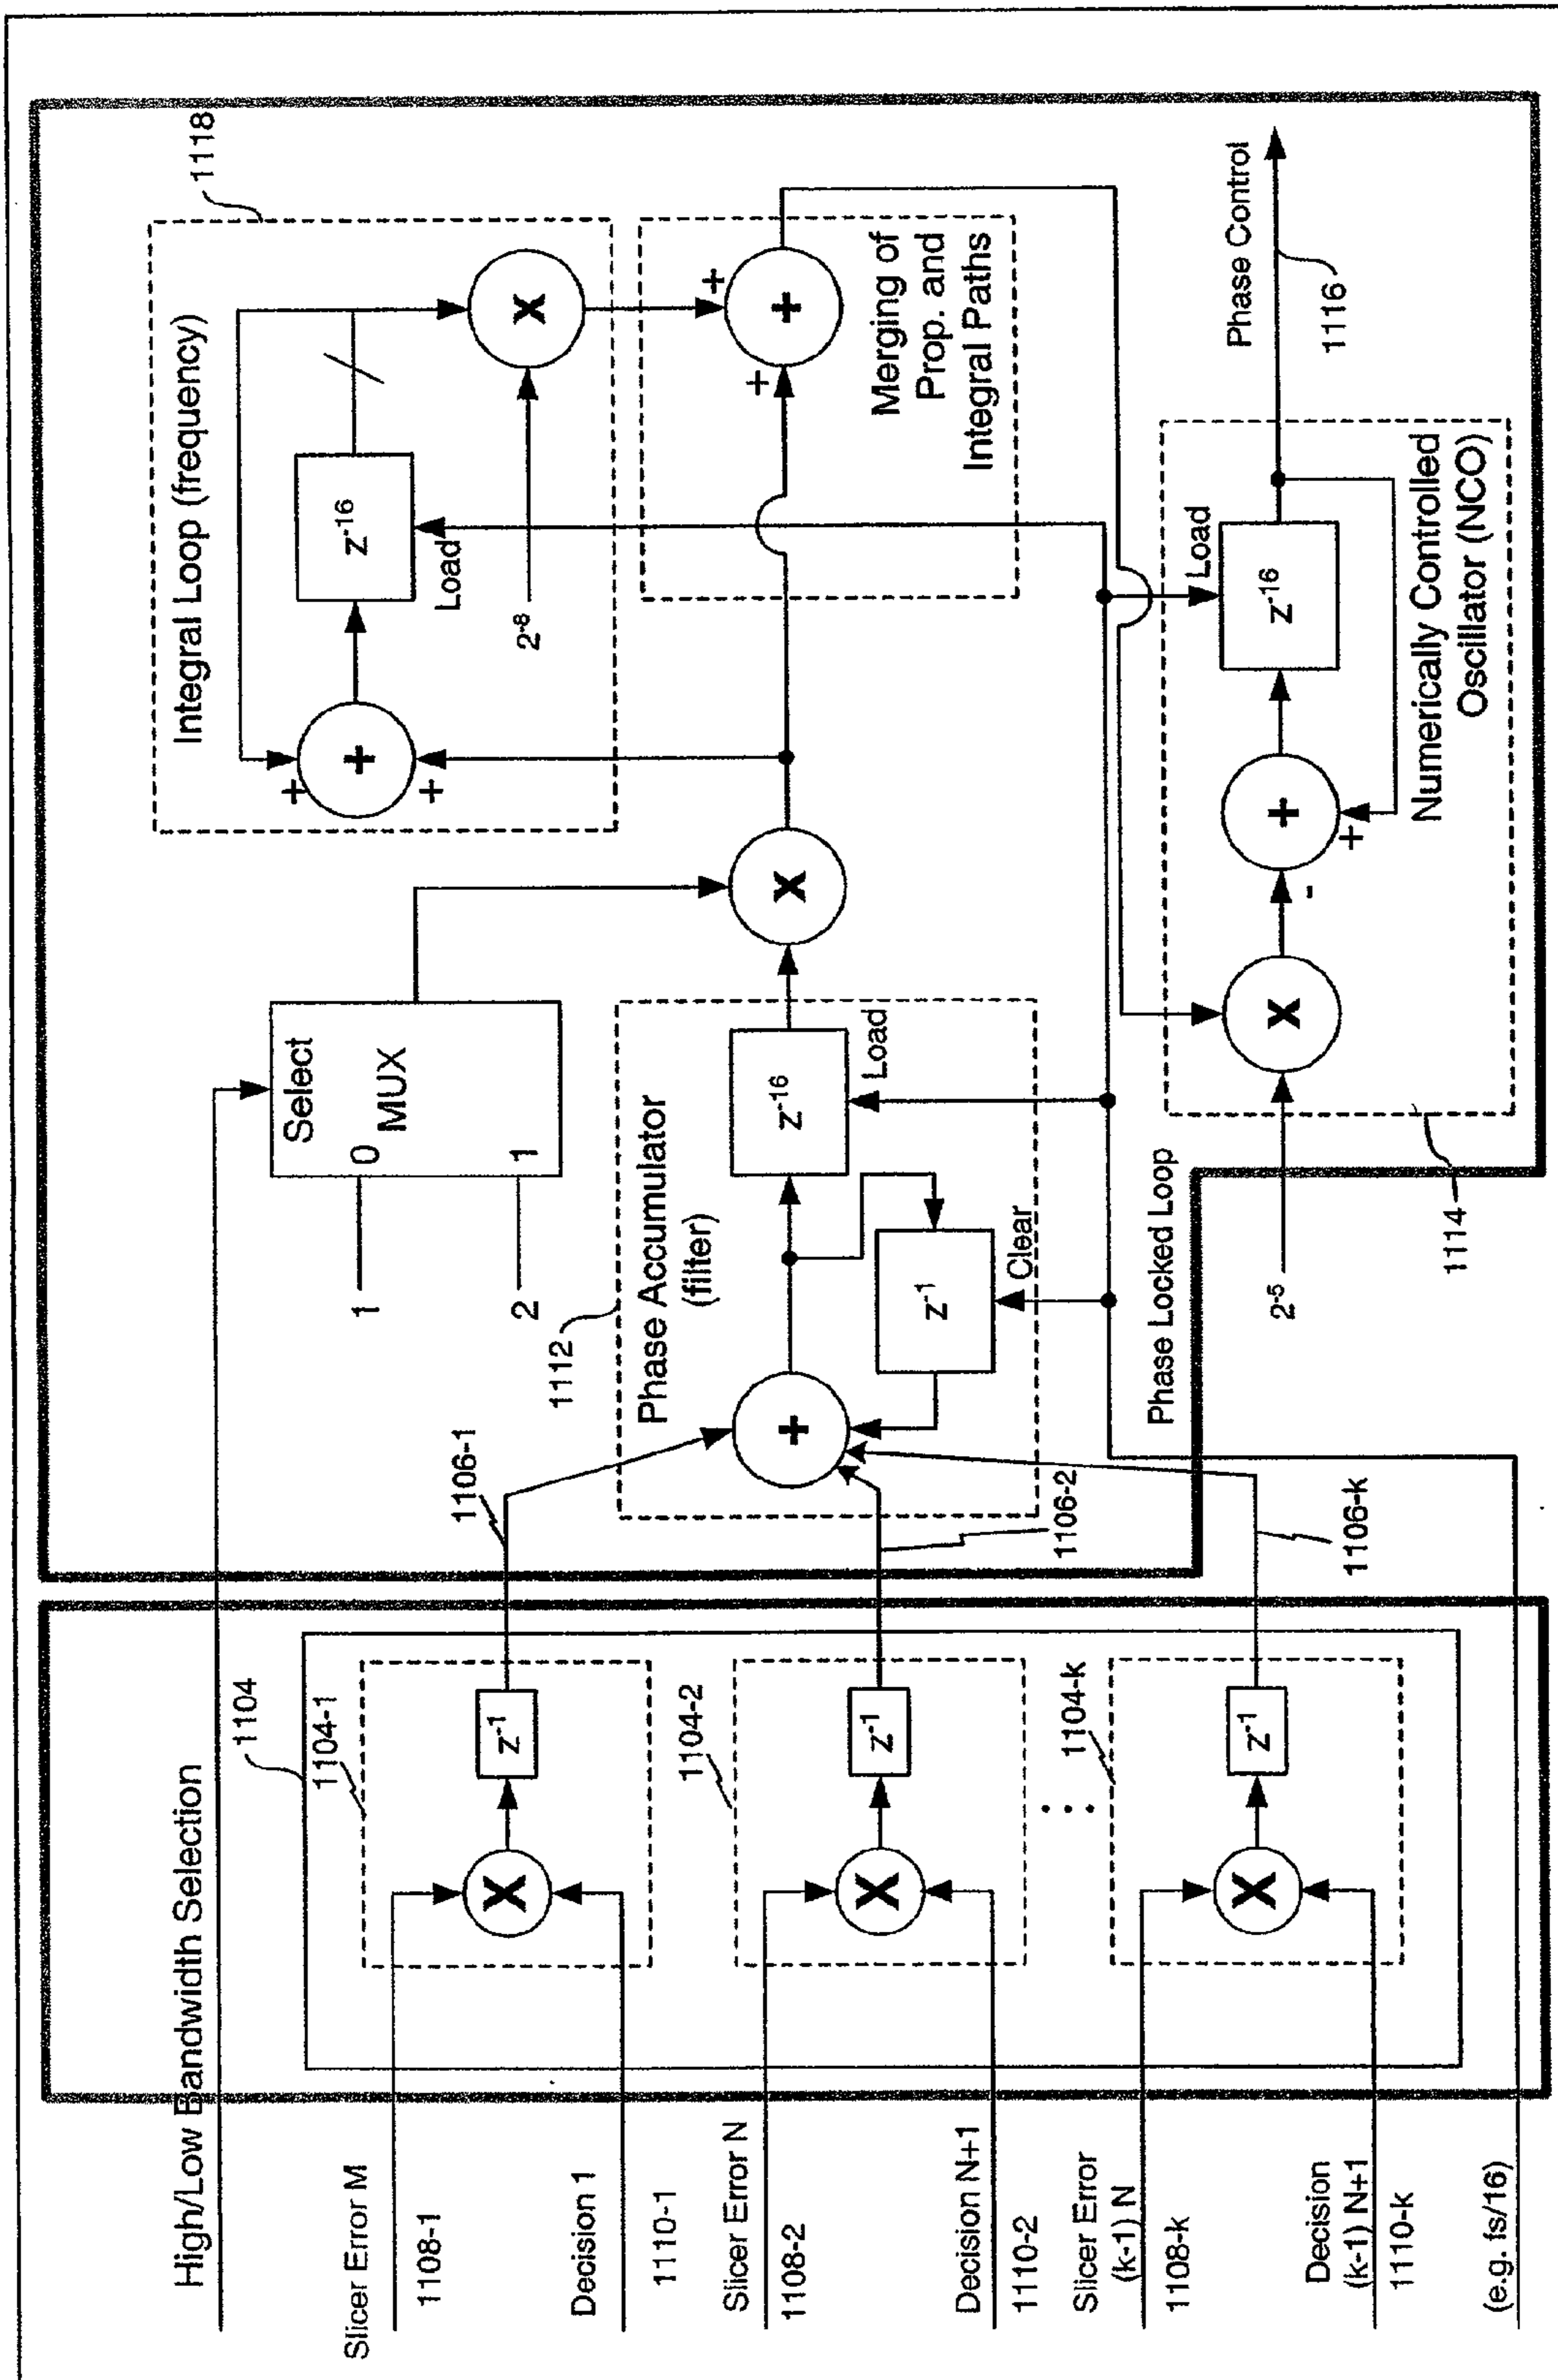 High/Low Bandwidth Selection
Slicer Error M
1108-1
Decision 1
1110-1
Slicer Error N
1108-2
Decision N+1
1110-2
Slicer Error
(k-1) N
1108-k
Decision
(k-1) N+1
1110-k
(e.g. fs/16)
1104
1104-1
X
z-1
1104-2
X
z-1
⋮
1104-k
X
z-1
1106-1
1106-2
1106-k
1112
Phase Accumulator
(filter)
+
z-16
Load
z-1
Clear
1
2
Select
0
MUX
1
X
Integral Loop (frequency)
1118
+
+
+
z-16
Load
2-8
X
+
+
+
Merging of
Prop. and
Integral Paths
Phase Locked Loop
2-5
1114
X
-
+
+
z-16
Load
Numerically Controlled
Oscillator (NCO)
Phase Control
1116